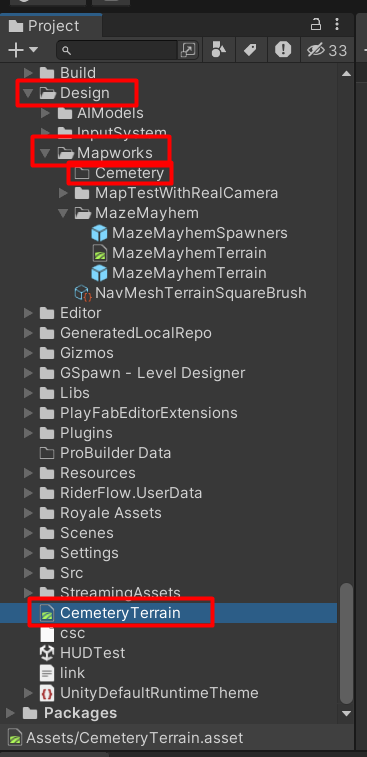 Project
33
Build
Design
AIModels
InputSystem
Mapworks
Cemetery
MapTestWithRealCamera
MazeMayhem
MazeMayhemSpawners
MazeMayhemTerrain
MazeMayhemTerrain
NavMeshTerrainSquareBrush
Editor
GeneratedLocalRepo
Gizmos
GSpawn - Level Designer
Libs
PlayFabEditorExtensions
Plugins
ProBuilder Data
Resources
RiderFlow.UserData
Royale Assets
Scenes
Settings
Src
StreamingAssets
CemeteryTerrain
csc
HUDTest
link
UnityDefaultRuntimeTheme
Packages
Assets/CemeteryTerrain.asset